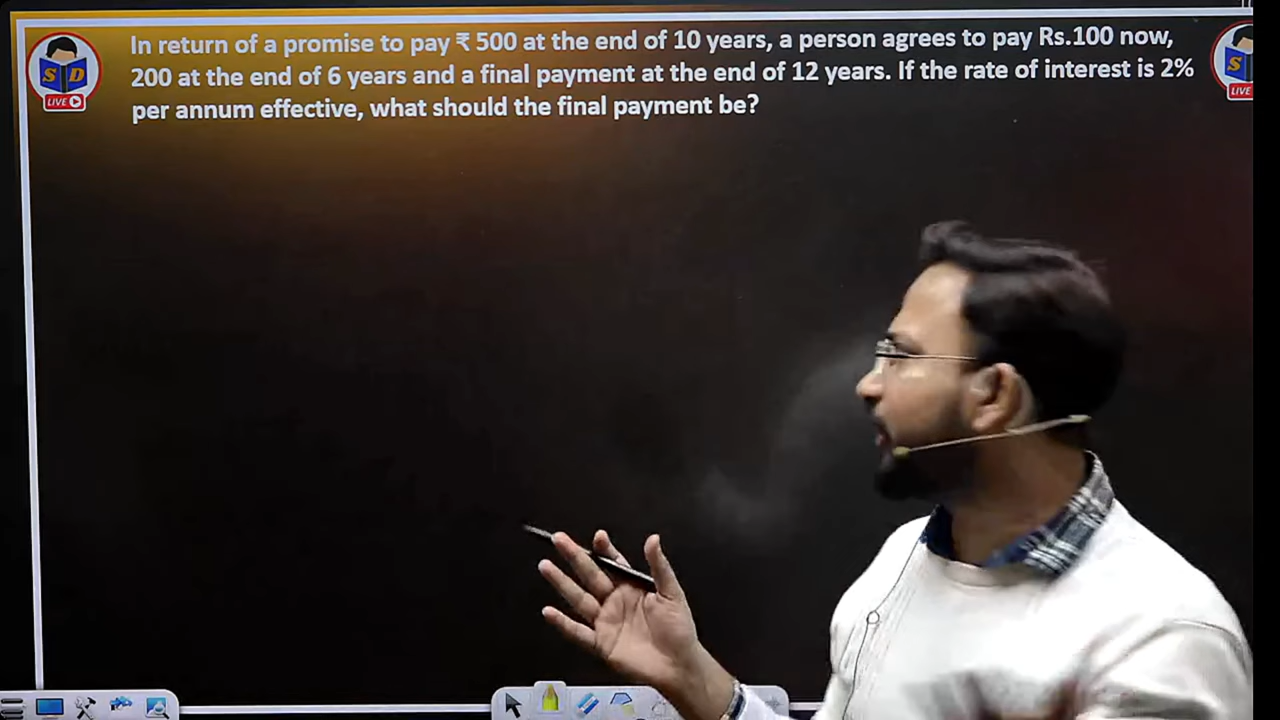 In return of a promise to pay ₹ 500 at the end of 10 years, a person agrees to pay Rs.100 now,
200 at the end of 6 years and a final payment at the end of 12 years. If the rate of interest is 2%
per annum effective, what should the final payment be?
S D
LIVE
S
LIVE